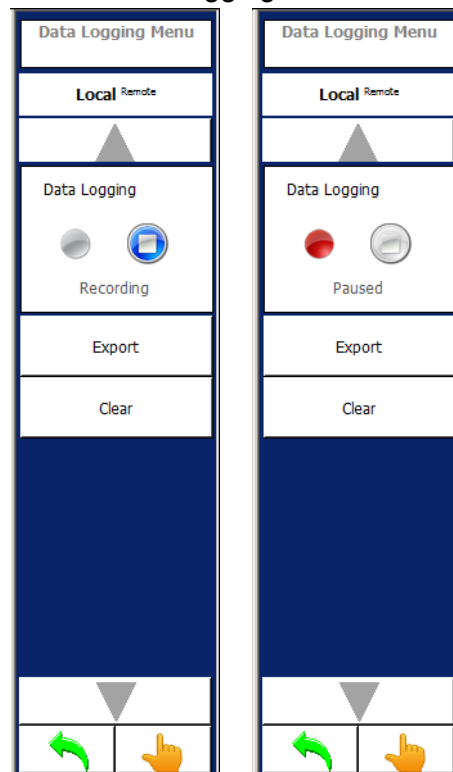 Data Logging Menu
Local Remote
Data Logging
Recording
Export
Clear
Data Logging Menu
Local Remote
Data Logging
Paused
Export
Clear